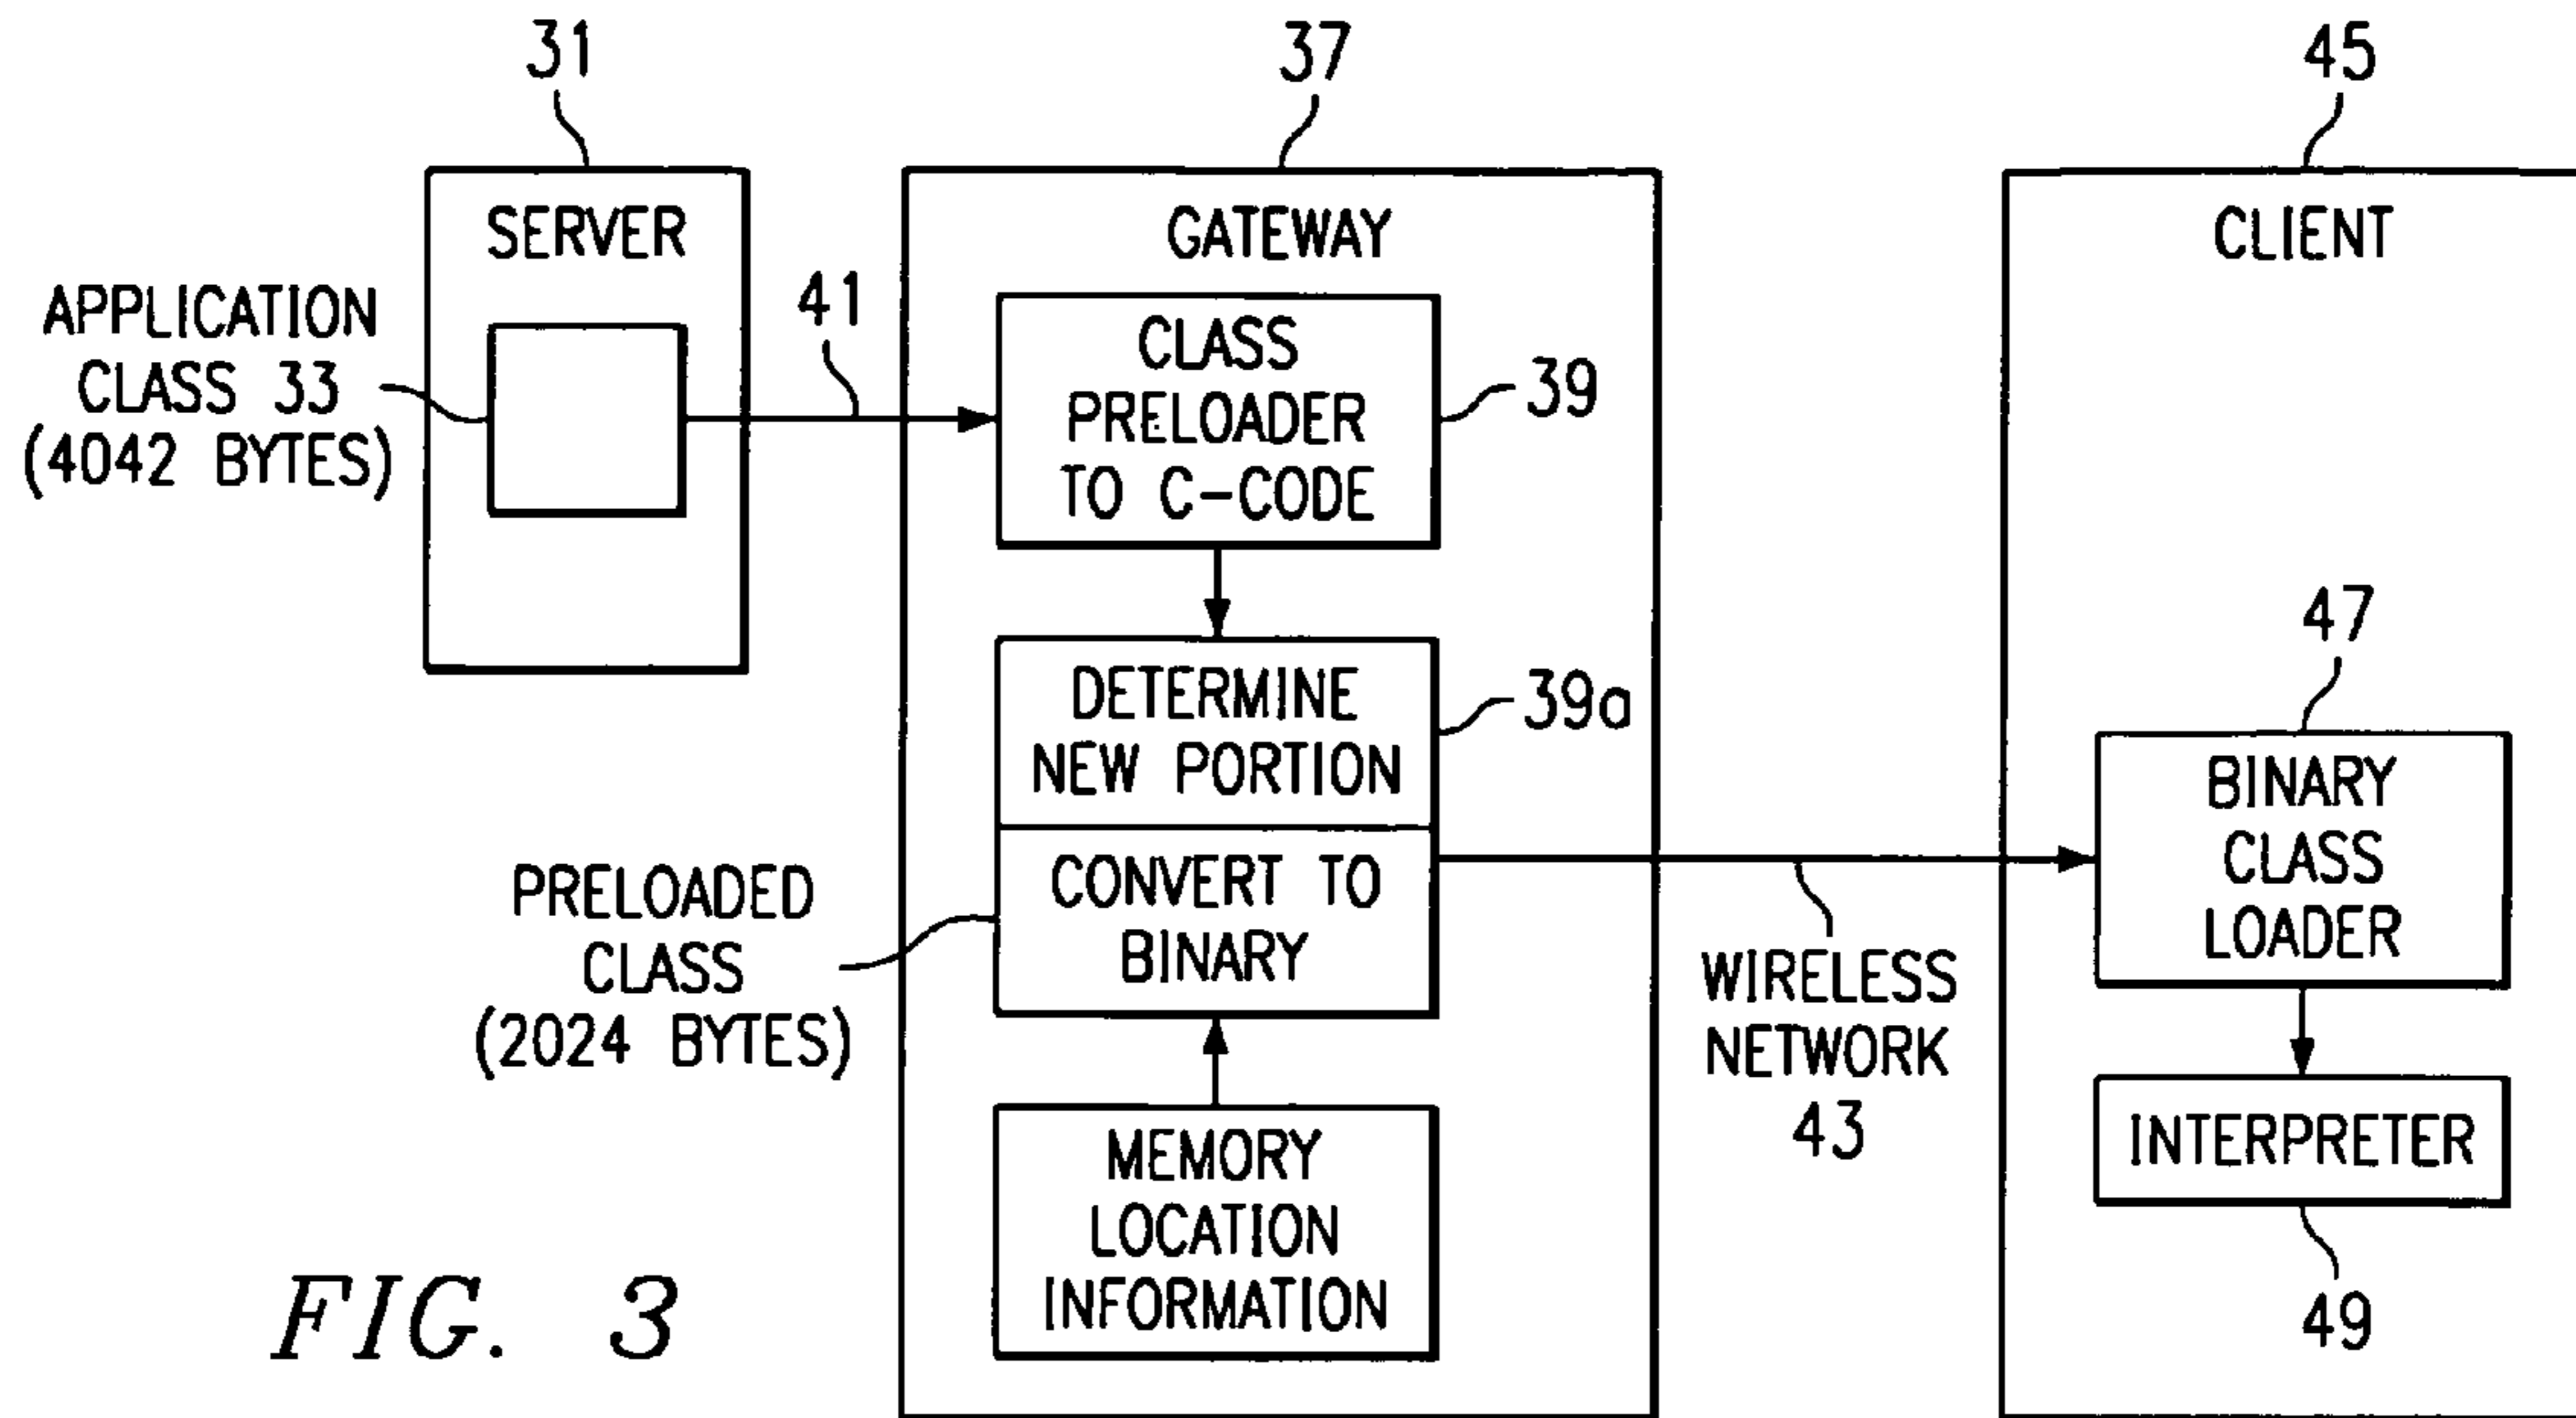 31
37
45
SERVER
GATEWAY
CLIENT
APPLICATION
CLASS 33
(4042 BYTES)
41
CLASS
PRELOADER
TO C-CODE
39
DETERMINE
NEW PORTION
39a
47
BINARY
CLASS
LOADER
PRELOADED
CLASS
(2024 BYTES)
CONVERT TO
BINARY
WIRELESS
NETWORK
43
MEMORY
LOCATION
INFORMATION
INTERPRETER
49
FIG. 3